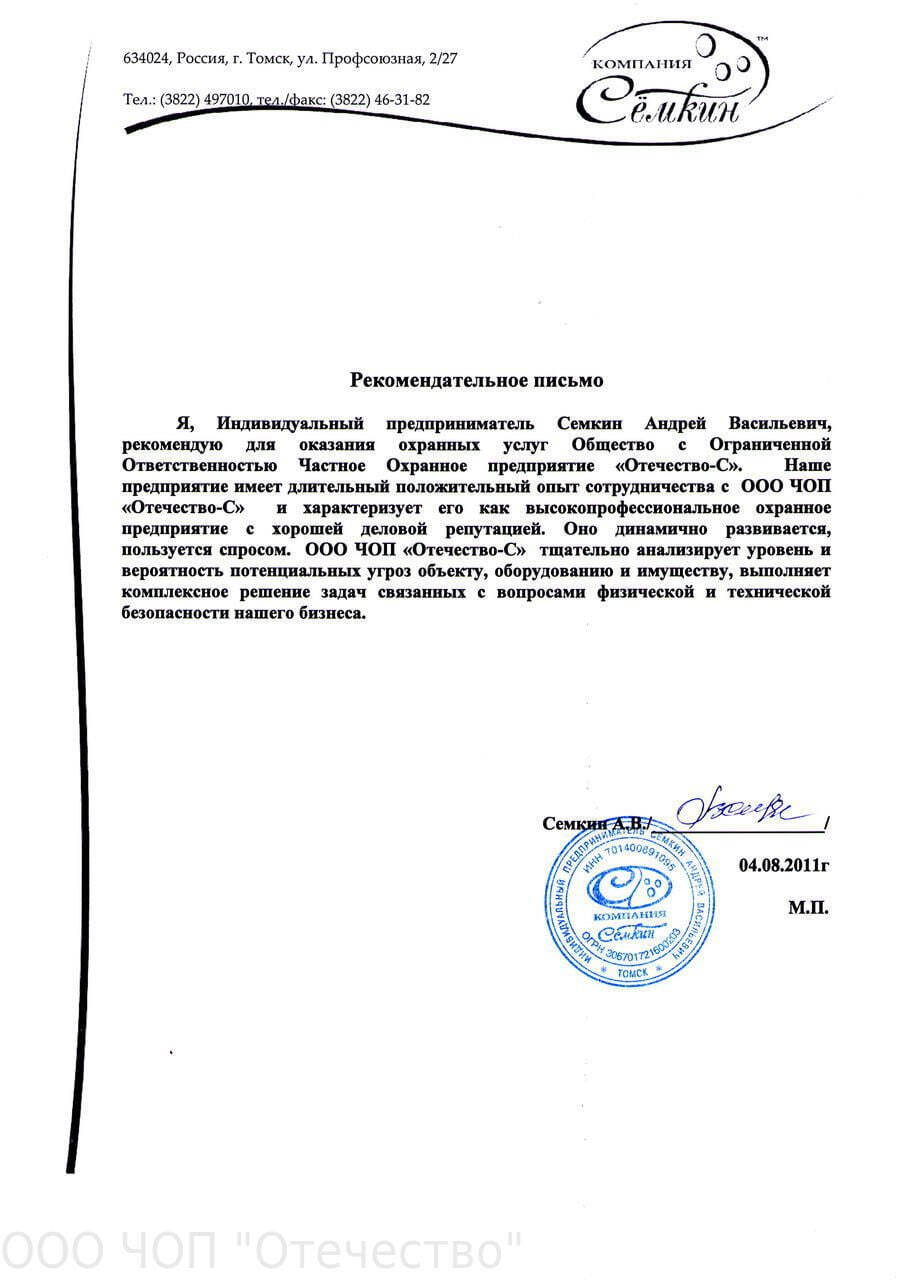 634024, Россия, г. Томск, ул. Профсоюзная, 2/27
Тел.: (3822) 497010, тел./факс: (3822) 46-31-82
КОМПАНИЯ
Сёмкин
™
Рекомендательное письмо
Я, Индивидуальный предприниматель Семкин Андрей Васильевич,
рекомендую для оказания охранных услуг Общество с Ограниченной
Ответственностью Частное Охранное предприятие «Отечество-С». Наше
предприятие имеет длительный положительный опыт сотрудничества с ООО ЧОП
«Отечество-С» и характеризует его как высокопрофессиональное охранное
предприятие с хорошей деловой репутацией. Оно динамично развивается,
пользуется спросом. ООО ЧОП «Отечество-С» тщательно анализирует уровень и
вероятность потенциальных угроз объекту, оборудованию и имуществу, выполняет
комплексное решение задач связанных с вопросами физической и технической
безопасности нашего бизнеса.
Семкин А.В./ /
04.08.2011г
М.П.
ИНДИВИДУАЛЬНЫЙ ПРЕДПРИНИМАТЕЛЬ СЕМКИН АНДРЕЙ ВАСИЛЬЕВИЧ
ИНН 701400691095
КОМПАНИЯ
Сёмкин
ОГРН 306701721600203
* ТОМСК *
ООО ЧОП "Отечество"